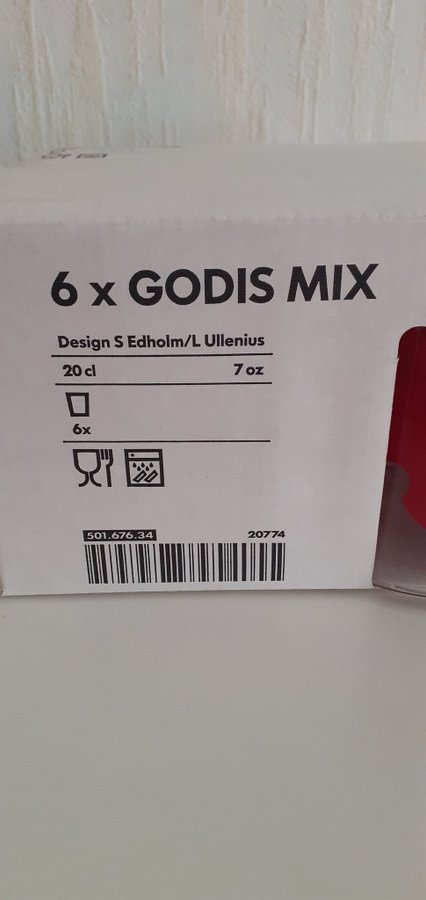 6 x GODIS MIX
Design S Edholm/L Ullenius
20 cl 7 oz
6x
501.676.34 20774